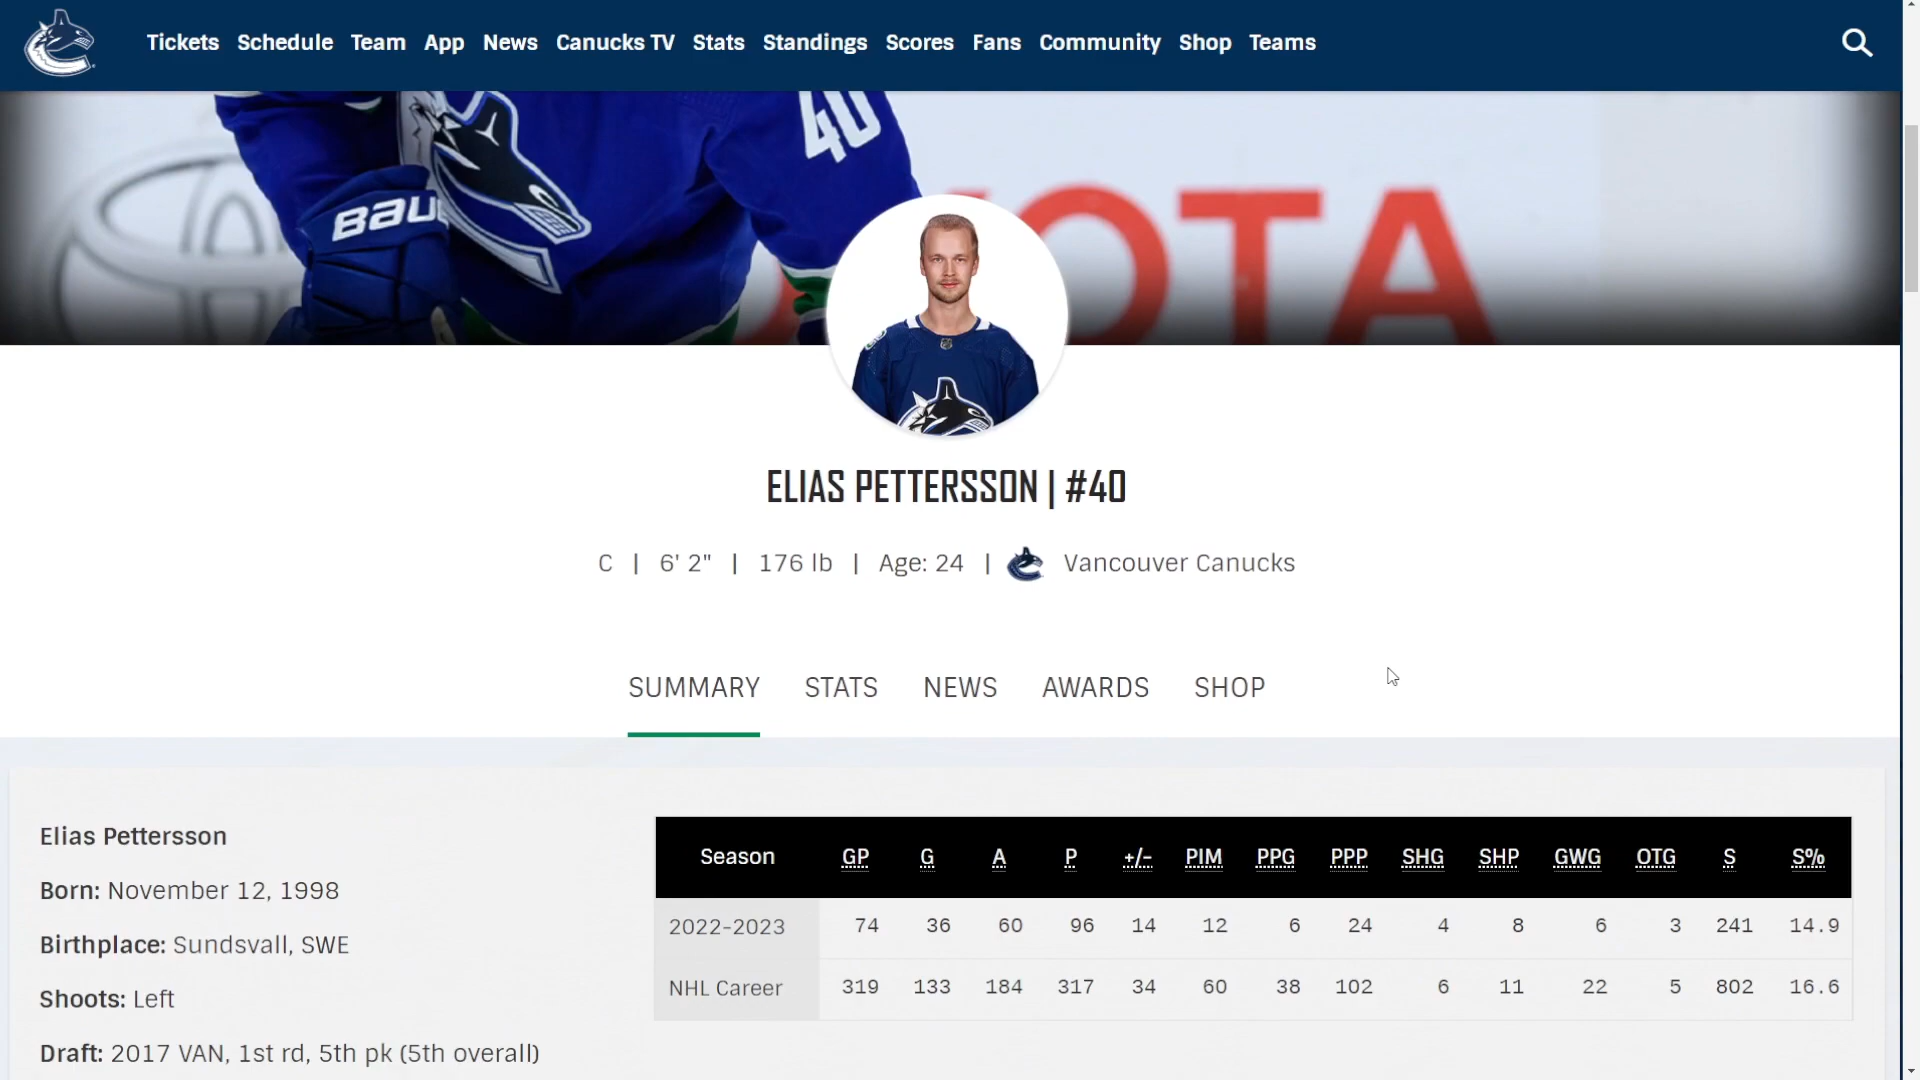 Tickets Schedule Team App News Canucks TV Stats Standings Scores Fans Community Shop Teams
40
BAU
OTA
ELIAS PETTERSSON | #40
C | 6' 2" | 176 lb | Age: 24 | Vancouver Canucks
SUMMARY STATS NEWS AWARDS SHOP
Elias Pettersson
Born: November 12, 1998
Birthplace: Sundsvall, SWE
Shoots: Left
Draft: 2017 VAN, 1st rd, 5th pk (5th overall)
Season GP G A P +/- PIM PPG PPP SHG SHP GWG OTG S S%
2022-2023 74 36 60 96 14 12 6 24 4 8 6 3 241 14.9
NHL Career 319 133 184 317 34 60 38 102 6 11 22 5 802 16.6